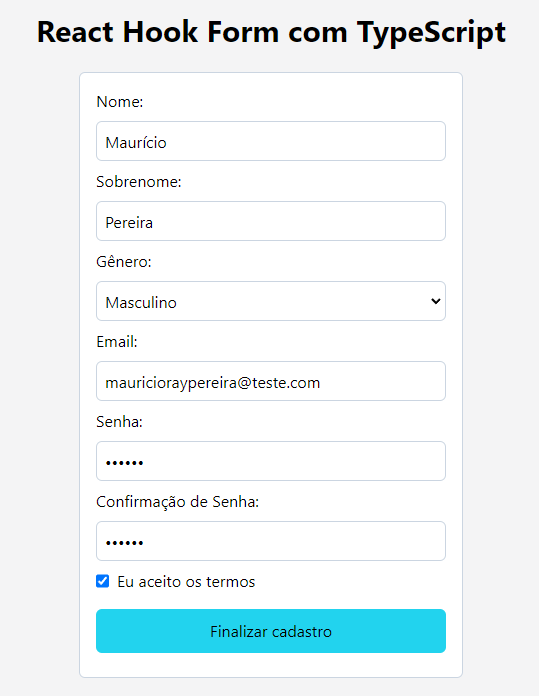 React Hook Form com TypeScript
Nome:
Maurício
Sobrenome:
Pereira
Gênero:
Masculino
Email:
mauricioraypereira@teste.com
Senha:
••••••
Confirmação de Senha:
••••••
Eu aceito os termos
Finalizar cadastro